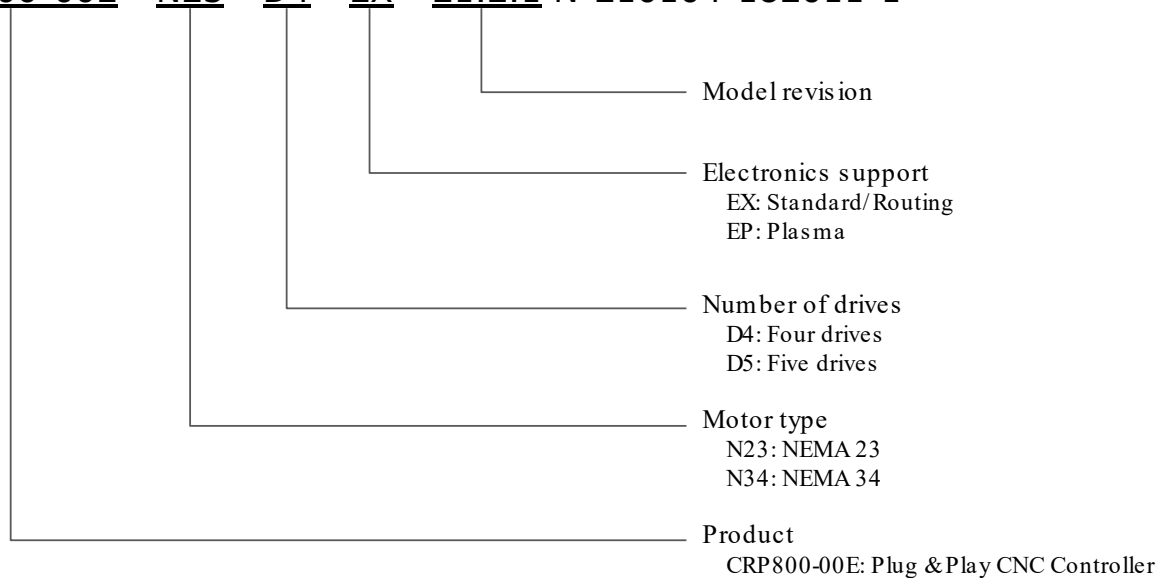 Model revision
Electronics support
EX: Standard/Routing
EP: Plasma
Number of drives
D4: Four drives
D5: Five drives
Motor type
N23: NEMA 23
N34: NEMA 34
Product
CRP800-00E: Plug & Play CNC Controller